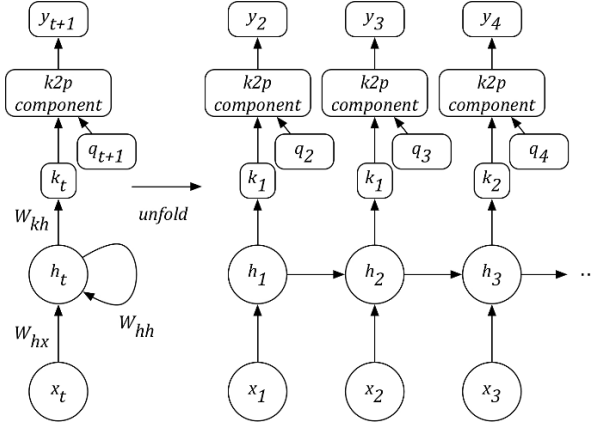 y_{t+1} y_2 y_3 y_4
k2p component k2p component k2p component k2p component
q_{t+1} q_2 q_3 q_4
k_t k_1 k_1 k_2
W_{kh} unfold
h_t h_1 h_2 h_3 ..
W_{hh}
W_{hx}
x_t x_1 x_2 x_3